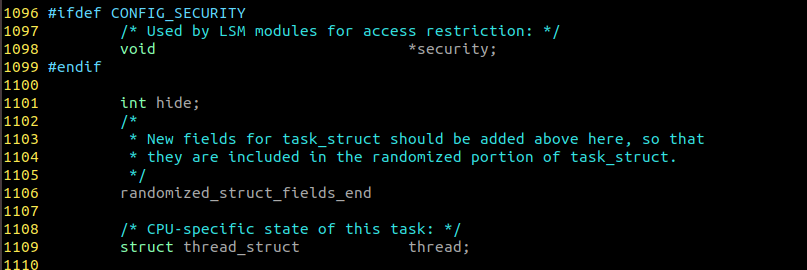 1096 #ifdef CONFIG_SECURITY
1097         /* Used by LSM modules for access restriction: */
1098         void                            *security;
1099 #endif
1100
1101         int hide;
1102         /*
1103          * New fields for task_struct should be added above here, so that
1104          * they are included in the randomized portion of task_struct.
1105          */
1106         randomized_struct_fields_end
1107
1108         /* CPU-specific state of this task: */
1109         struct thread_struct            thread;
1110